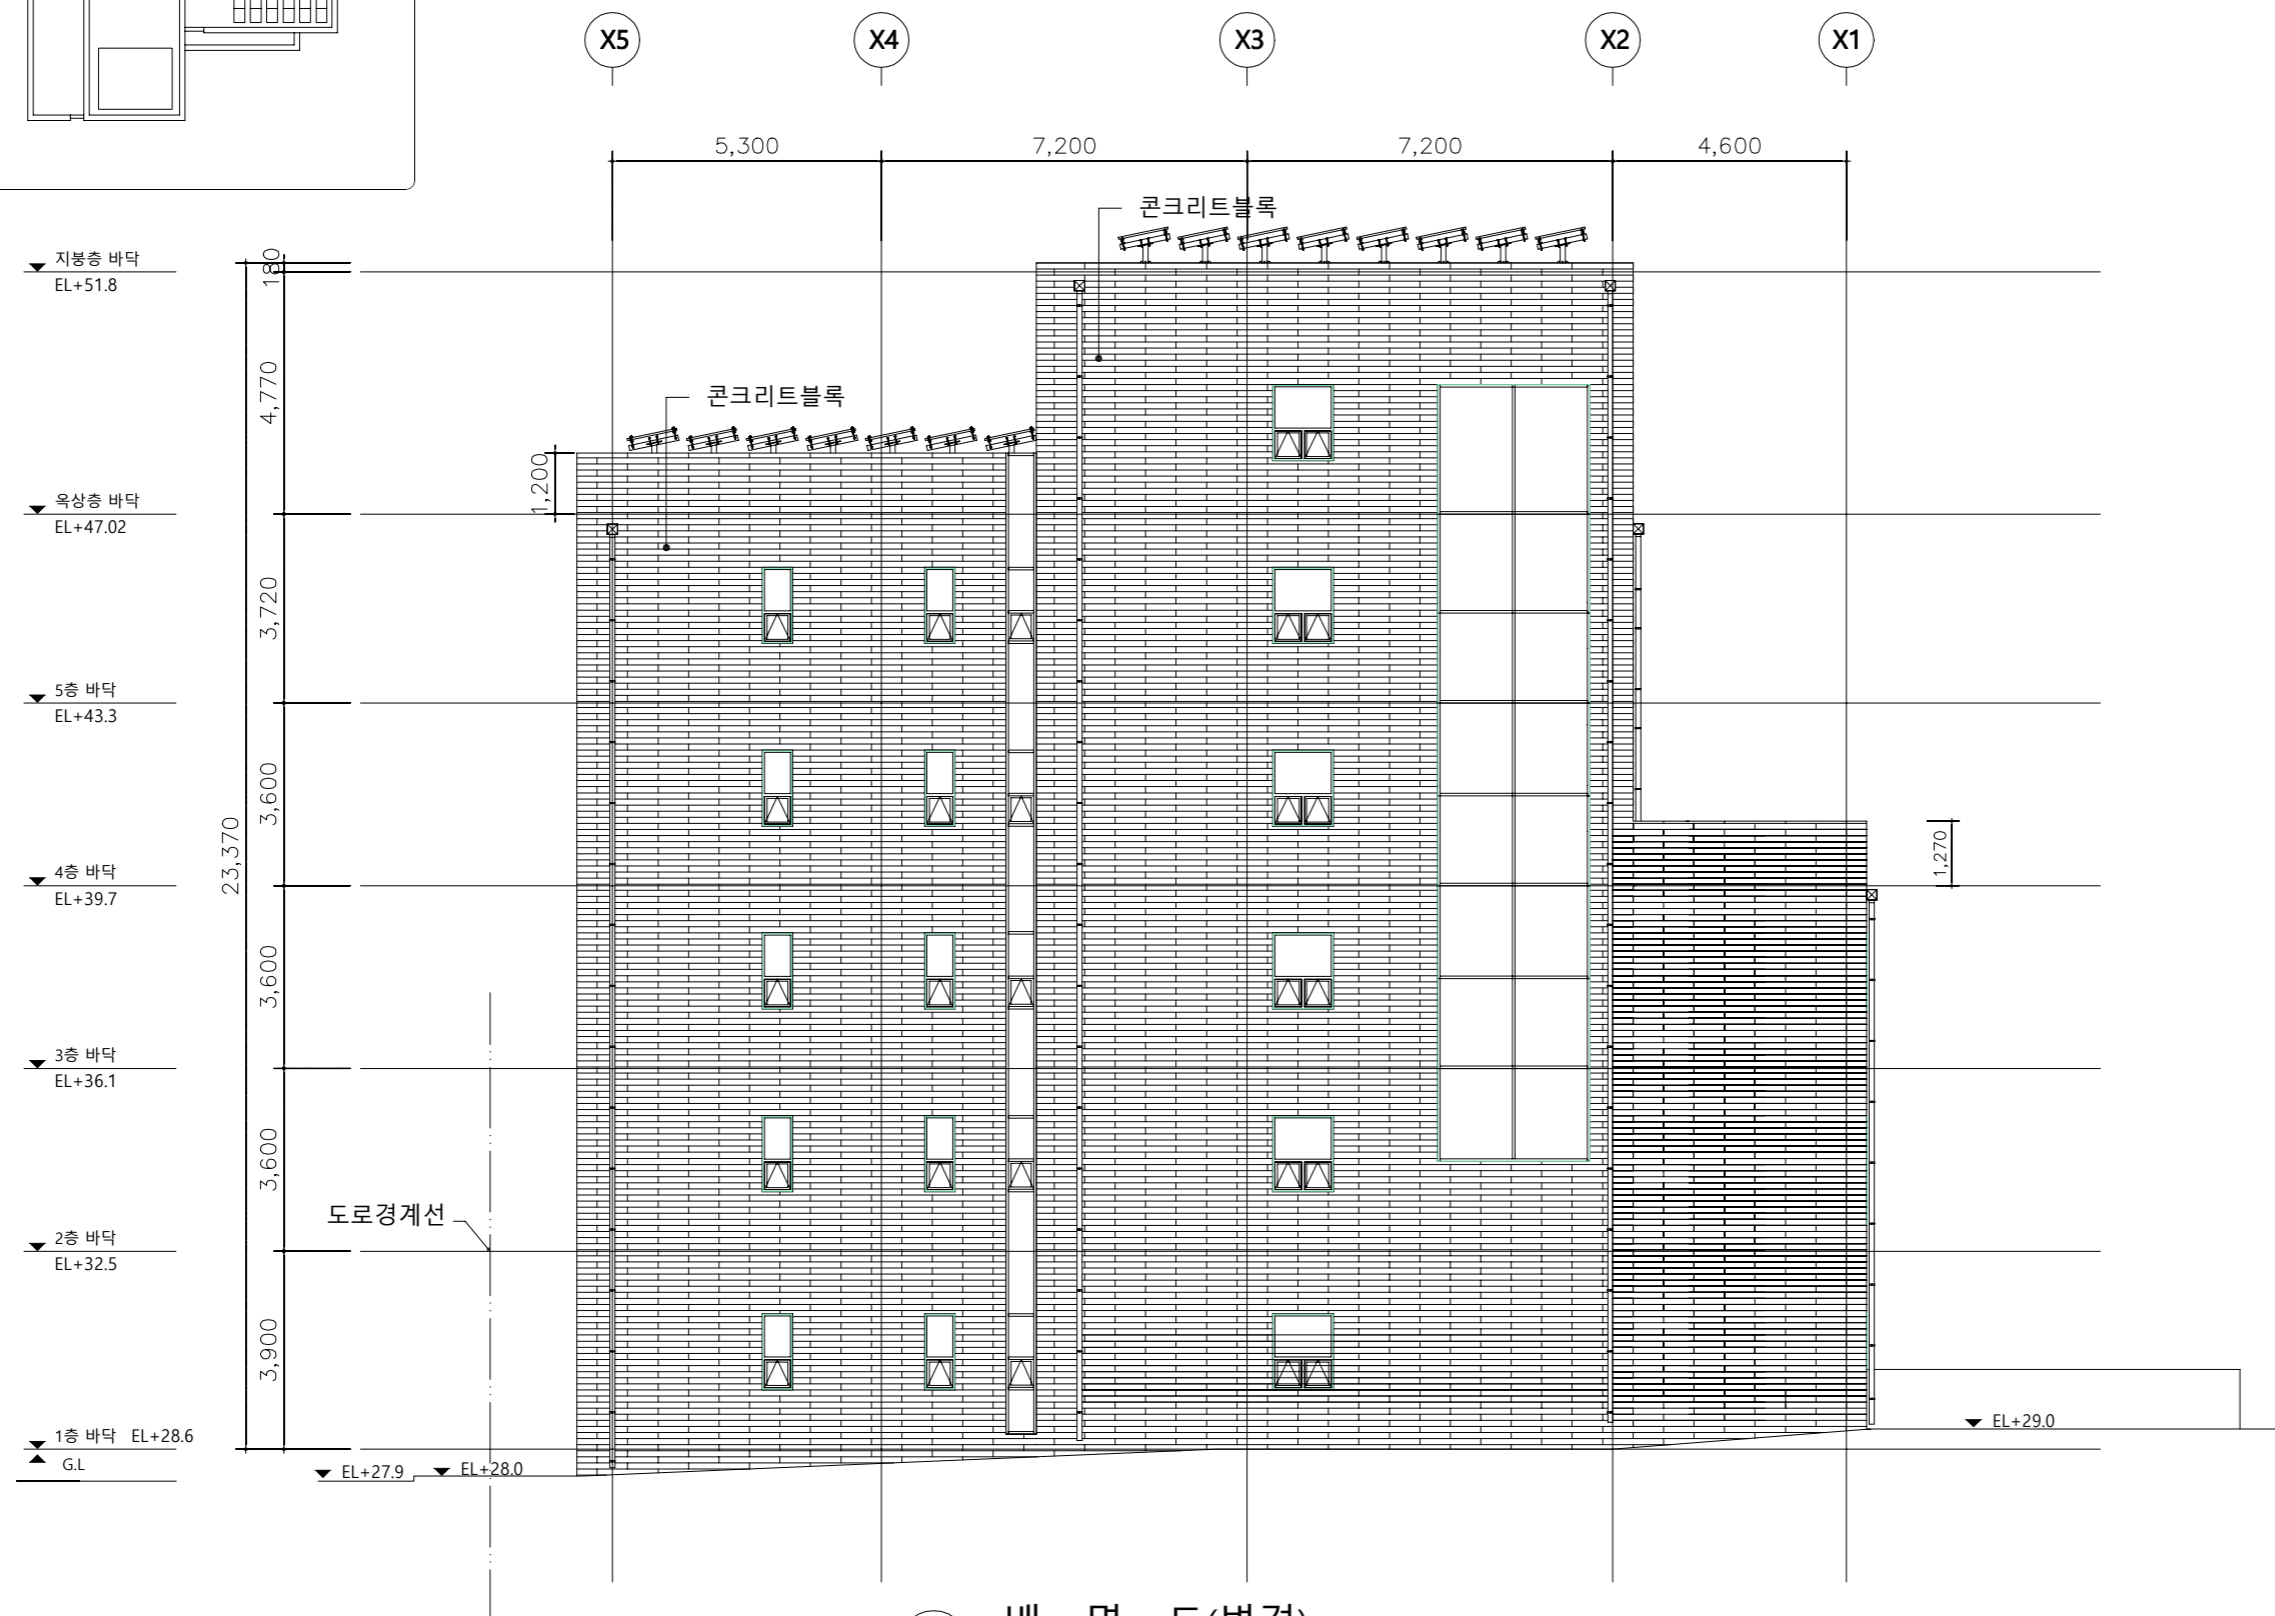 X5 X4 X3 X2 X1
5,300 7,200 7,200 4,600
콘크리트블록
지붕층 바닥
EL+51.8
180
4,770
콘크리트블록
1,200
옥상층 바닥
EL+47.02
3,720
5층 바닥
EL+43.3
3,600
23,370
1,270
4층 바닥
EL+39.7
3,600
3층 바닥
EL+36.1
3,600
도로경계선
2층 바닥
EL+32.5
3,900
EL+29.0
1층 바닥 EL+28.6
G.L
EL+27.9 EL+28.0